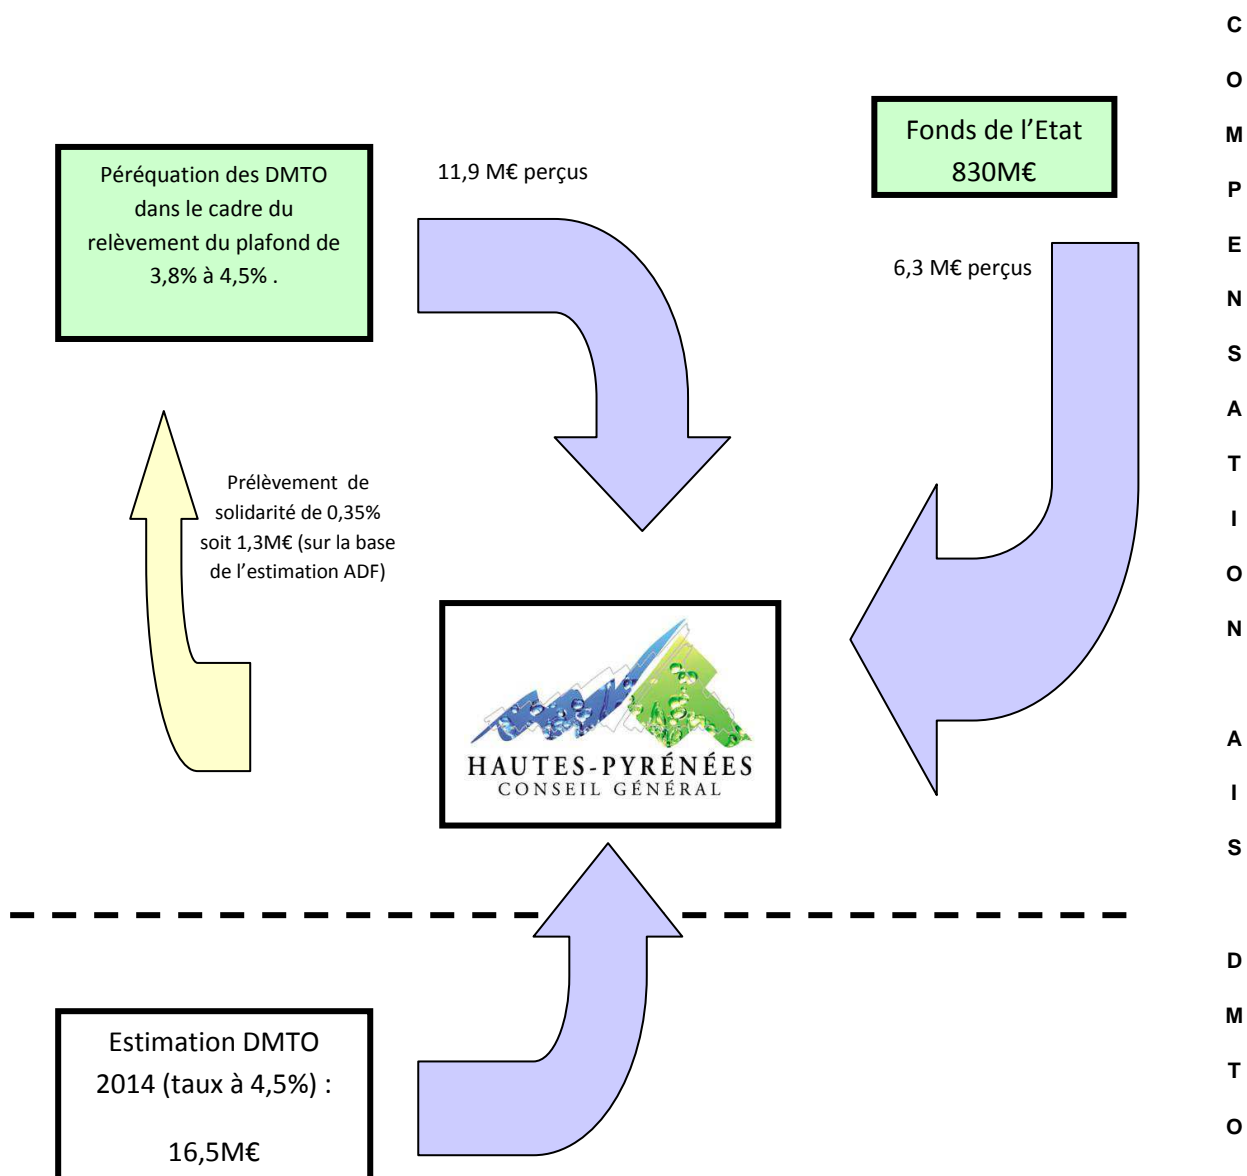 Péréquation des DMTO
dans le cadre du
relèvement du plafond de
3,8% à 4,5% .
11,9 M€ perçus
Fonds de l'Etat
830M€
6,3 M€ perçus
Prélèvement de
solidarité de 0,35%
soit 1,3M€ (sur la base
de l'estimation ADF)
HAUTES-PYRÉNÉES
CONSEIL GÉNÉRAL
Estimation DMTO
2014 (taux à 4,5%) :
16,5M€
C
O
M
P
E
N
S
A
T
I
O
N
A
I
S
D
M
T
O